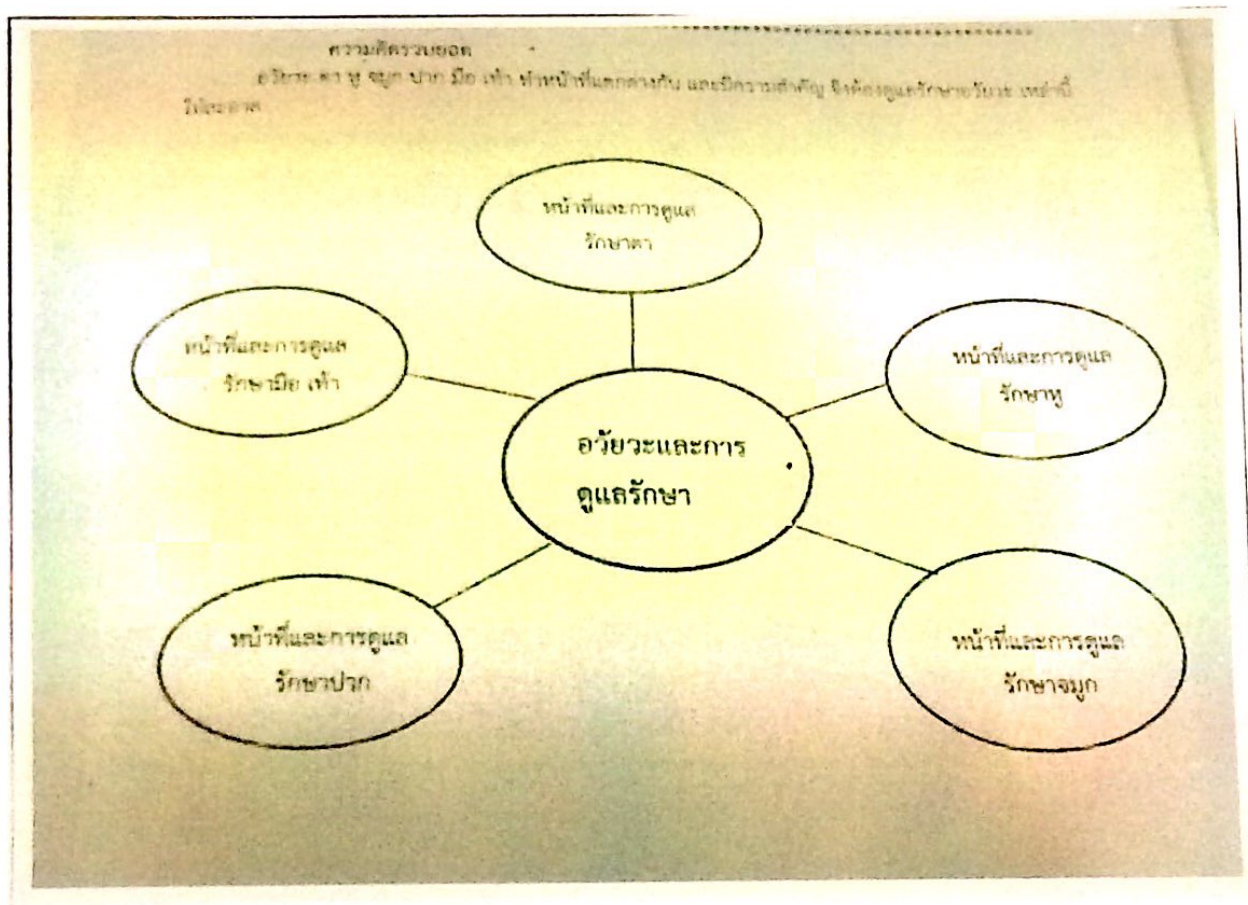 ความคิดรวบยอด
อวัยวะ ตา หู จมูก ปาก มือ เท้า ทำหน้าที่แตกต่างกัน และมีความสำคัญ จึงต้องดูแลรักษาอวัยวะ เหล่านี้
ให้สะอาด
หน้าที่และการดูแล
รักษาตา
หน้าที่และการดูแล
รักษามือ เท้า
หน้าที่และการดูแล
รักษาหู
อวัยวะและการ
ดูแลรักษา
หน้าที่และการดูแล
รักษาปาก
หน้าที่และการดูแล
รักษาจมูก